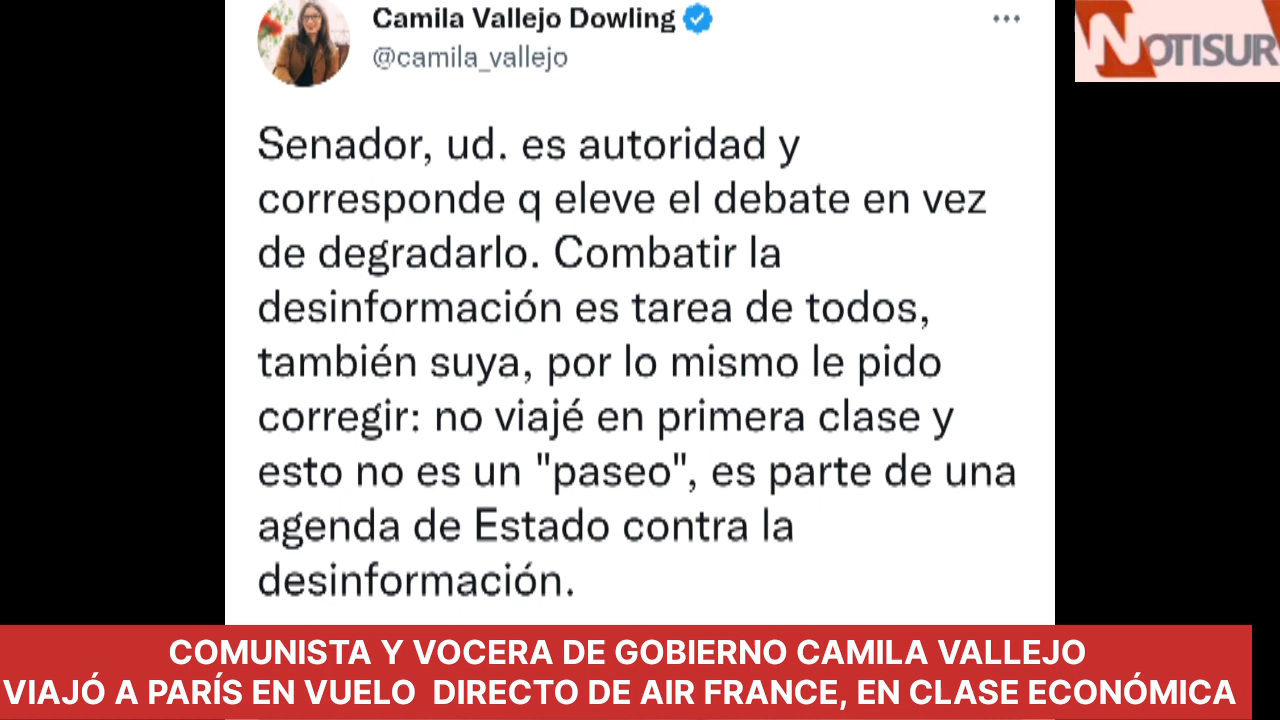 Camila Vallejo Dowling
@camila_vallejo
NOTISUR
Senador, ud. es autoridad y
corresponde q eleve el debate en vez
de degradarlo. Combatir la
desinformación es tarea de todos,
también suya, por lo mismo le pido
corregir: no viajé en primera clase y
esto no es un "paseo", es parte de una
agenda de Estado contra la
desinformación.
COMUNISTA Y VOCERA DE GOBIERNO CAMILA VALLEJO
VIAJÓ A PARÍS EN VUELO DIRECTO DE AIR FRANCE, EN CLASE ECONÓMICA